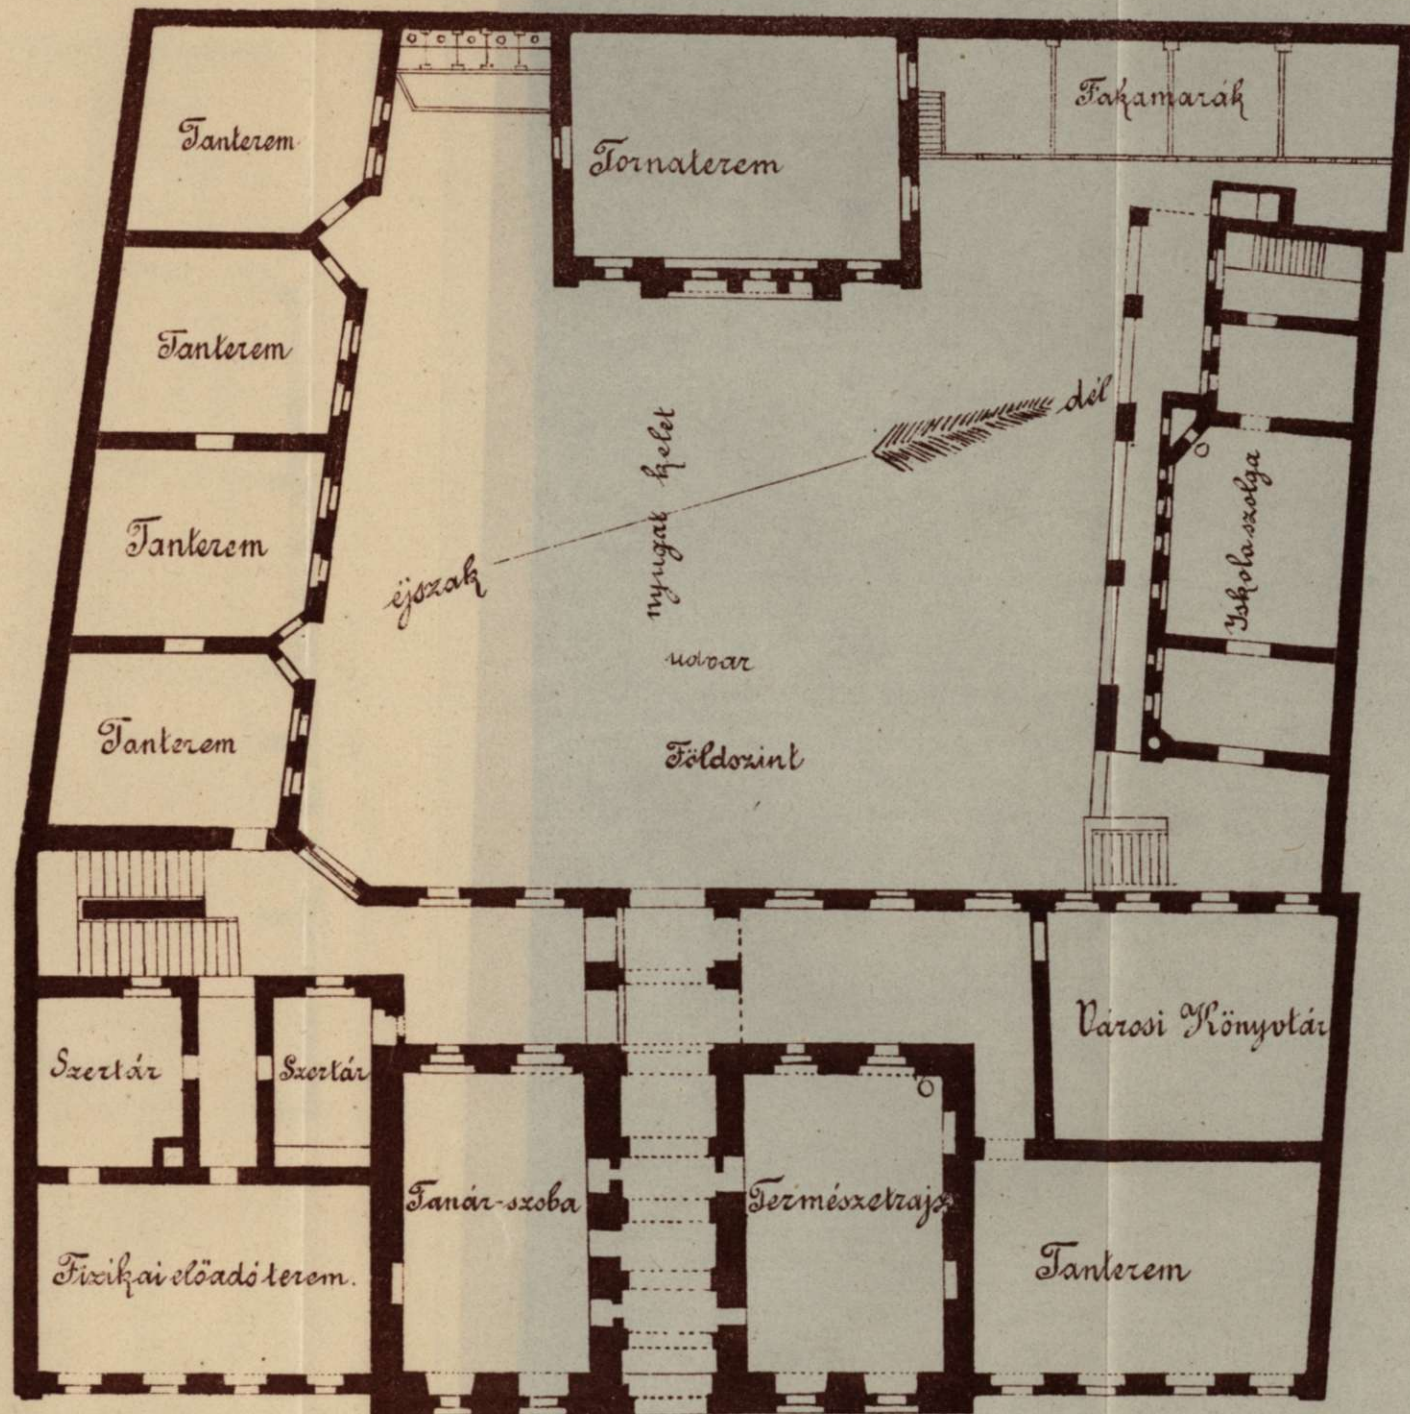 Tanterem
Tornaterem
Fakamarák
Tanterem
dél
nyugat kelet
Tanterem
Iskolaszolga
éjszak
udvar
Tanterem
Földszint
Városi Könyvtár
Szertár
Szertár
Tanár-szoba
Természetrajz
Fizikai előadó terem.
Tanterem